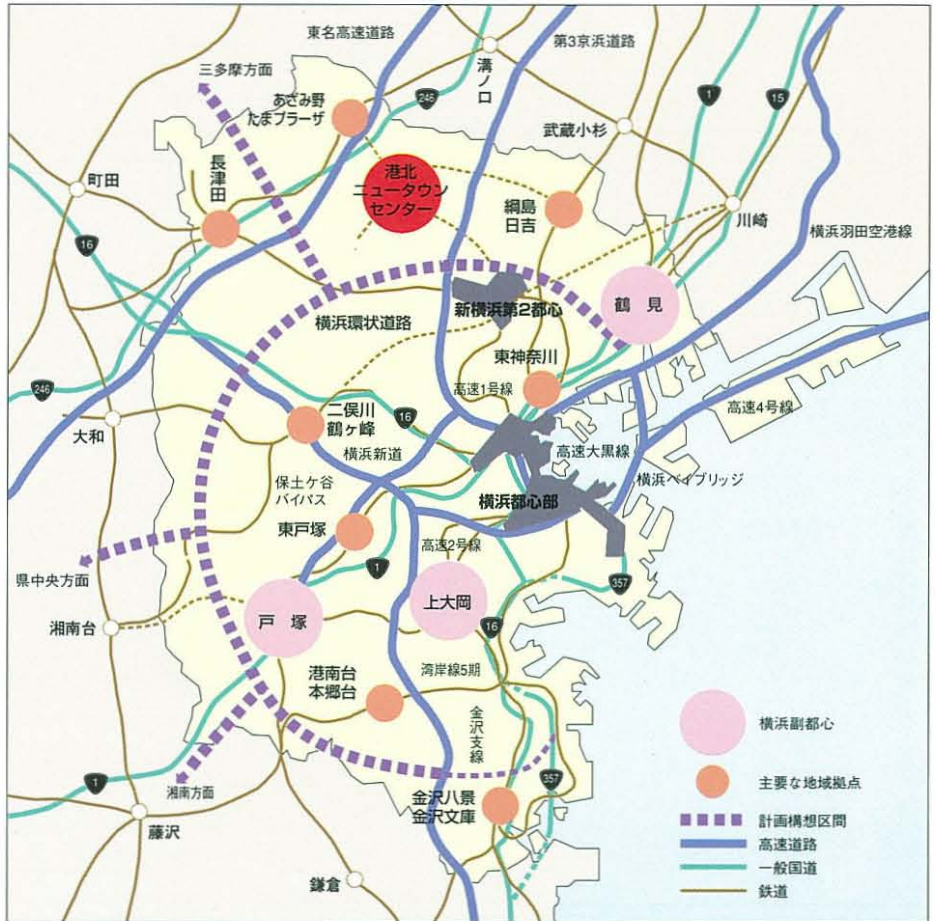 東名高速道路
第3京浜道路
三多摩方面
溝ノ口
246
1
15
あざみ野
たまプラーザ
武蔵小杉
港北
ニュータウン
センター
長津田
町田
綱島
日吉
川崎
16
横浜羽田空港線
鶴見
新横浜第2都心
横浜環状道路
東神奈川
高速1号線
246
16
高速4号線
大和
二俣川
鶴ヶ峰
高速大黒線
横浜新道
横浜ベイブリッジ
保土ケ谷
バイパス
横浜都心部
東戸塚
高速2号線
1
357
県中央方面
上大岡
戸塚
湘南台
16
港南台
本郷台
湾岸線5期
金沢支線
横浜副都心
湘南方面
1
357
主要な地域拠点
金沢八景
金沢文庫
計画構想区間
藤沢
高速道路
一般国道
鎌倉
鉄道